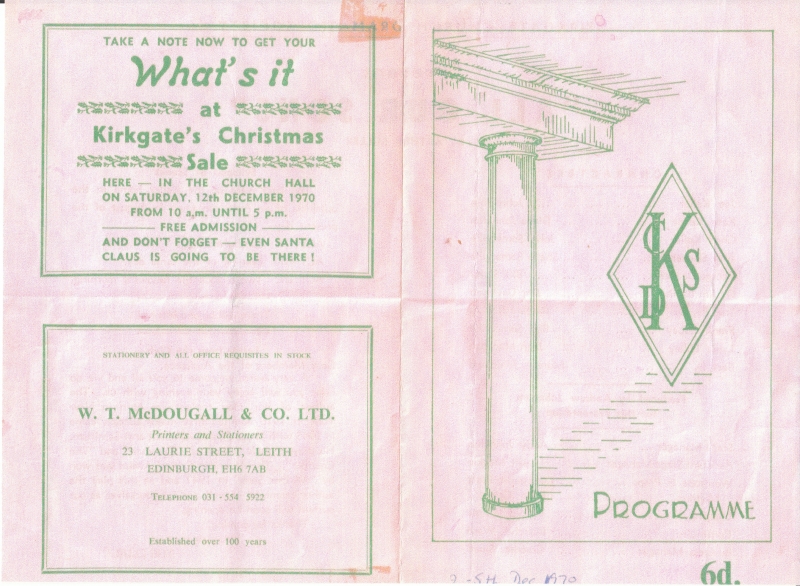 TAKE A NOTE NOW TO GET YOUR
What's it
at
Kirkgate's Christmas
Sale
HERE — IN THE CHURCH HALL
ON SATURDAY, 12th DECEMBER 1970
FROM 10 a,m. UNTIL 5 p.m.
FREE ADMISSION
AND DON'T FORGET — EVEN SANTA
CLAUS IS GOING TO BE THERE!
STATIONERY AND ALL OFFICE REQUISITES IN STOCK
W. T. McDOUGALL & CO. LTD.
Printers and Stationers
23 LAURIE STREET, LEITH
EDINBURGH, EH6 7AB
TELEPHONE 031 - 554 5922
Established over 100 years
C K S D
PROGRAMME
6d.
-5th Dec 1970